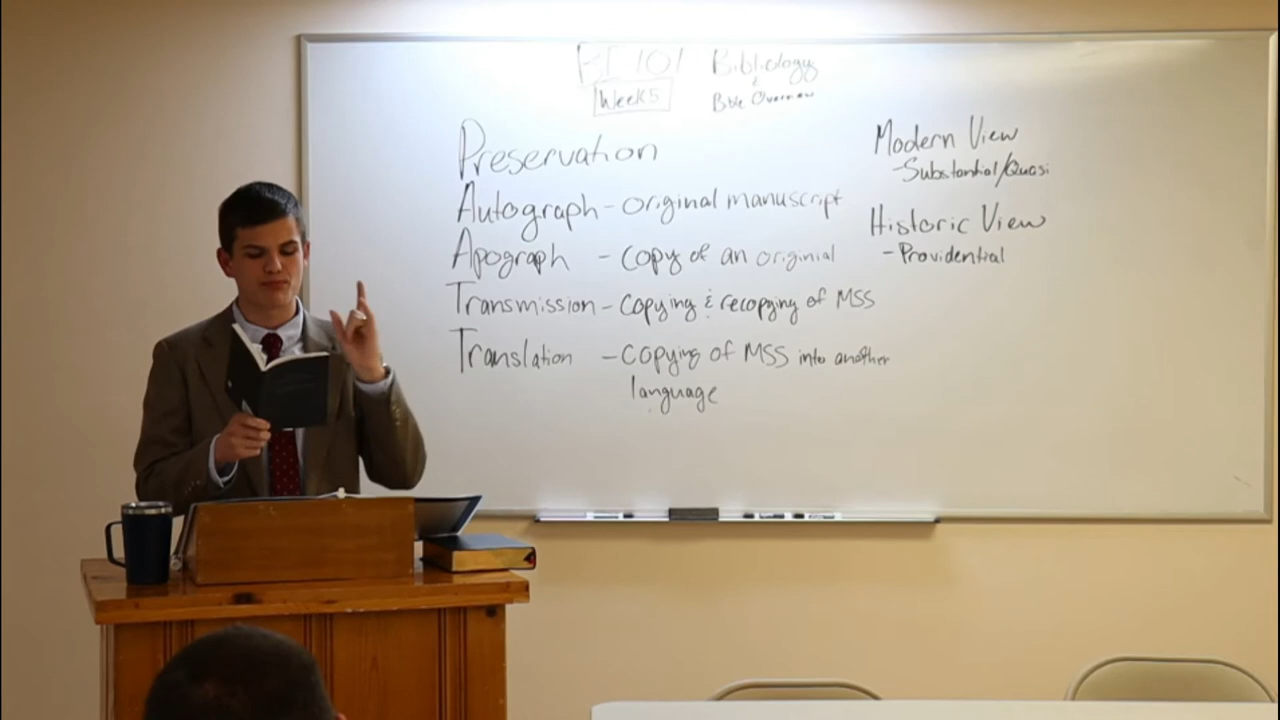 BI 101 Bibliology
&
Week 5 Bible Overview
Preservation
Autograph - original manuscript
Apograph - copy of an originial
Transmission - copying & recopying of MSS
Translation - copying of MSS into another
language
Modern View
- Substantial/Quasi
Historic View
- Providential